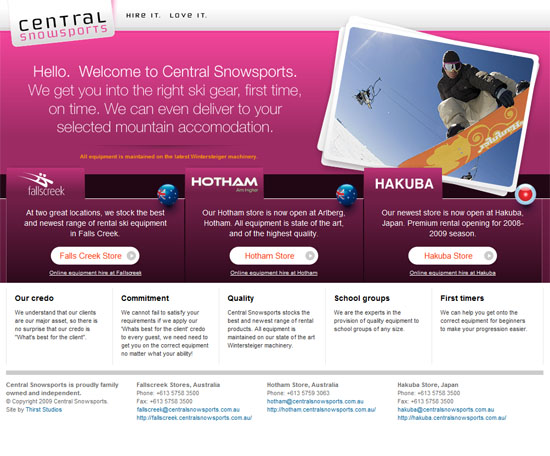 CENTRAL
snowsports
HIRE IT. LOVE IT.
Hello. Welcome to Central Snowsports.
We get you into the right ski gear, first time,
on time. We can even deliver to your
selected mountain accomodation.
All equipment is maintained on the latest Wintersteiger machinery.
fallscreek
HOTHAM
HAKUBA
At two great locations, we stock the best
and newest range of rental ski equipment
in Falls Creek.
Falls Creek Store
Online equipment hire at Fallscreek
Our Hotham store is now open at Arlberg,
Hotham. All equipment is state of the art,
and of the highest quality.
Hotham Store
Online equipment hire at Hotham
Our newest store is now open at Hakuba,
Japan. Premium rental opening for 2008-
2009 season.
Hakuba Store
Online equipment hire at Hakuba
Our credo
We understand that our clients
are our major asset, so there is
no surprise that our credo is
"What's best for the client".
Commitment
We cannot fail to satisfy your
requirements if we apply our
'What's best for the client' credo
to every guest, we need need to
get you on the correct equipment
no matter what your ability!
Quality
Central Snowsports stocks the
best and newest range of rental
products. All equipment is
maintained on our state of the art
Wintersteiger machinery.
School groups
We are the experts in the
provision of quality equipment to
school groups of any size.
First timers
We can help you get onto the
correct equipment for beginners
to make your progression easier.
Central Snowsports is proudly family
owned and independent.
© Copyright 2009 Central Snowsports.
Site by Thirst Studios
Fallscreek Stores, Australia
Phone: +613 5758 3500
Fax: +613 5758 3500
fallscreek@centralsnowsports.com.au
http://fallscreek.centralsnowsports.com.au/
Hotham Store, Australia
Phone: +613 5759 3063
hotham@centralsnowsports.com.au
http://hotham.centralsnowsports.com.au/
Hakuba Store, Japan
Phone: +613 5758 3500
Fax: +613 5758 3500
hakuba@centralsnowsports.com.au
http://hakuba.centralsnowsports.com.au/